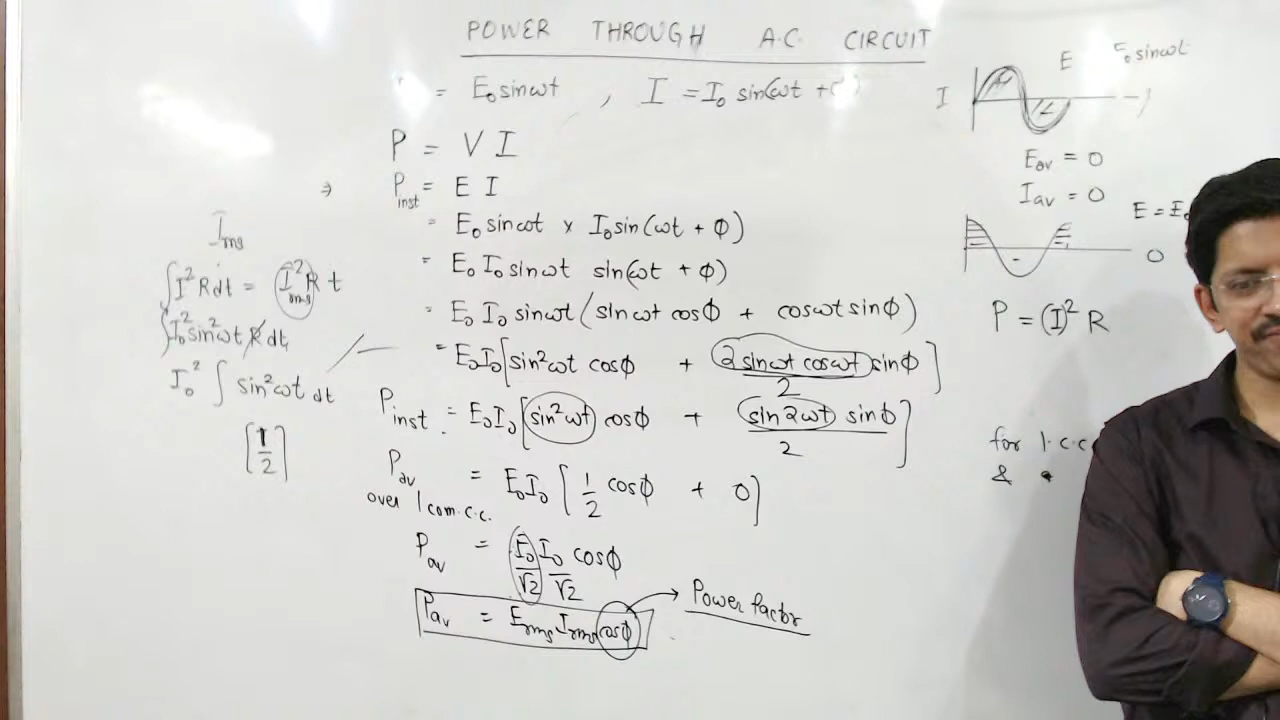 POWER THROUGH A.C. CIRCUIT
= E₀ sinωt , I = I₀ sin(ωt +
P = V I
⇒ P_inst = E I
= E₀ sinωt × I₀ sin(ωt + ϕ)
= E₀ I₀ sinωt sin(ωt + ϕ)
= E₀ I₀ sinωt (sinωt cosϕ + cosωt sinϕ)
= E₀I₀[sin²ωt cosϕ + 2 sinωt cosωt sinϕ / 2]
P_inst = E₀I₀[sin²ωt cosϕ + sin2ωt sinϕ / 2]
P_av over 1 com.c.c. = E₀I₀[1/2 cosϕ + 0]
P_av = E₀/√2 I₀/√2 cosϕ
P_av = E_rms I_rms cosϕ → Power factor
I_rms
∫I²Rdt = I²_rms R t
∫I₀² sin²ωt R dt
I₀² ∫ sin²ωt dt
[1/2]
I E E₀ sinωt
E_av = 0
I_av = 0
E = E₀
0
P = (I)² R
for 1.c.c
&